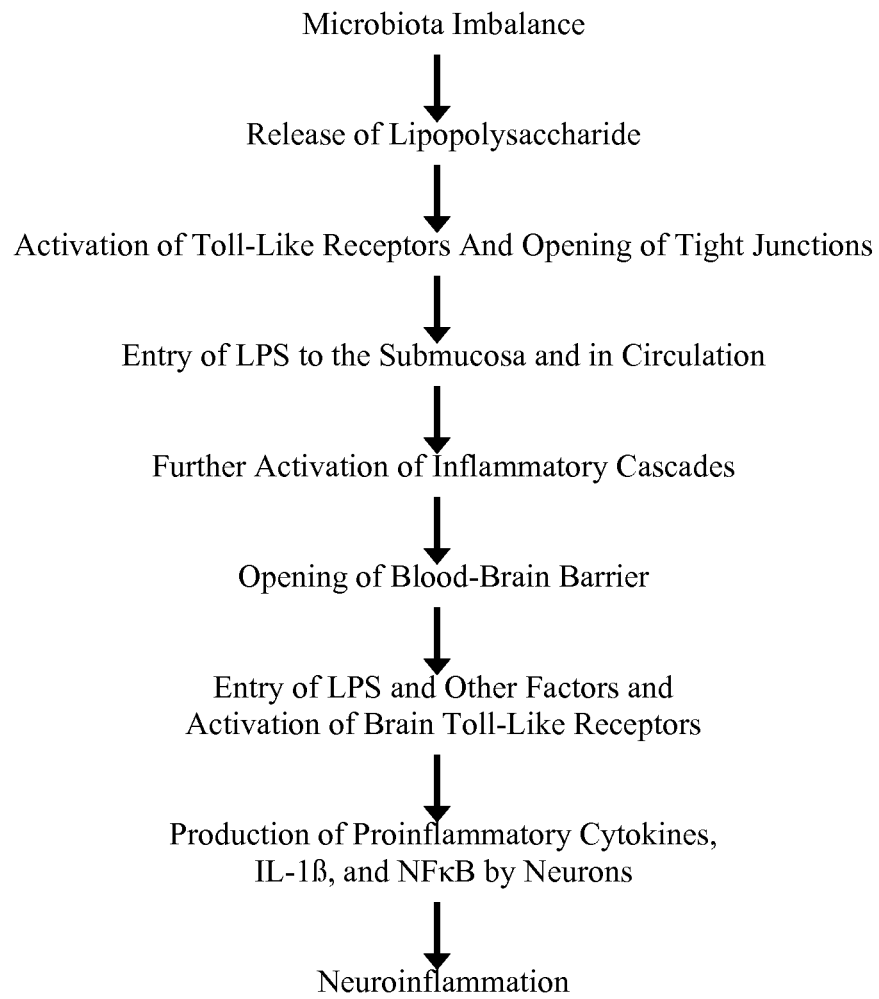 Microbiota Imbalance
Release of Lipopolysaccharide
Activation of Toll-Like Receptors And Opening of Tight Junctions
Entry of LPS to the Submucosa and in Circulation
Further Activation of Inflammatory Cascades
Opening of Blood-Brain Barrier
Entry of LPS and Other Factors and
Activation of Brain Toll-Like Receptors
Production of Proinflammatory Cytokines,
IL-1ß, and NFκB by Neurons
Neuroinflammation